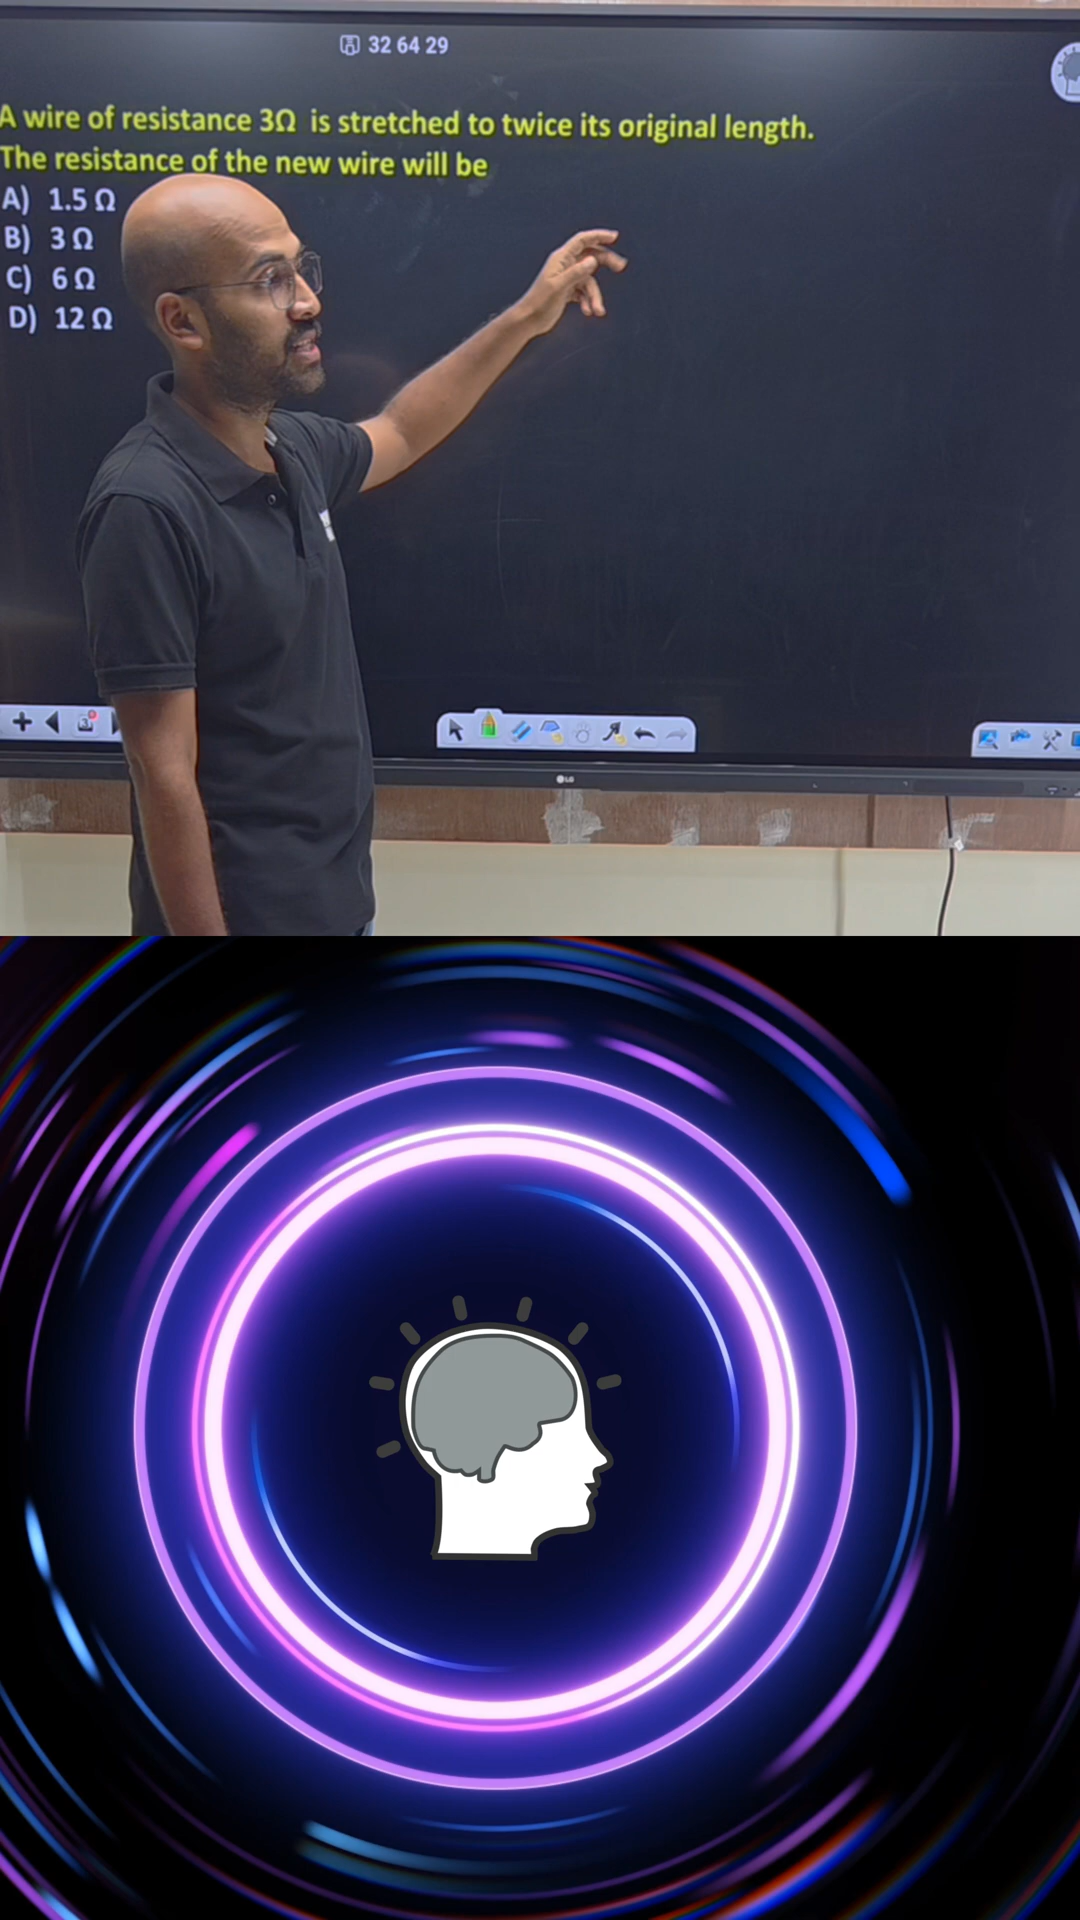 32 64 29
A wire of resistance 3Ω is stretched to twice its original length.
The resistance of the new wire will be
A) 1.5 Ω
B) 3 Ω
C) 6 Ω
D) 12 Ω
LG